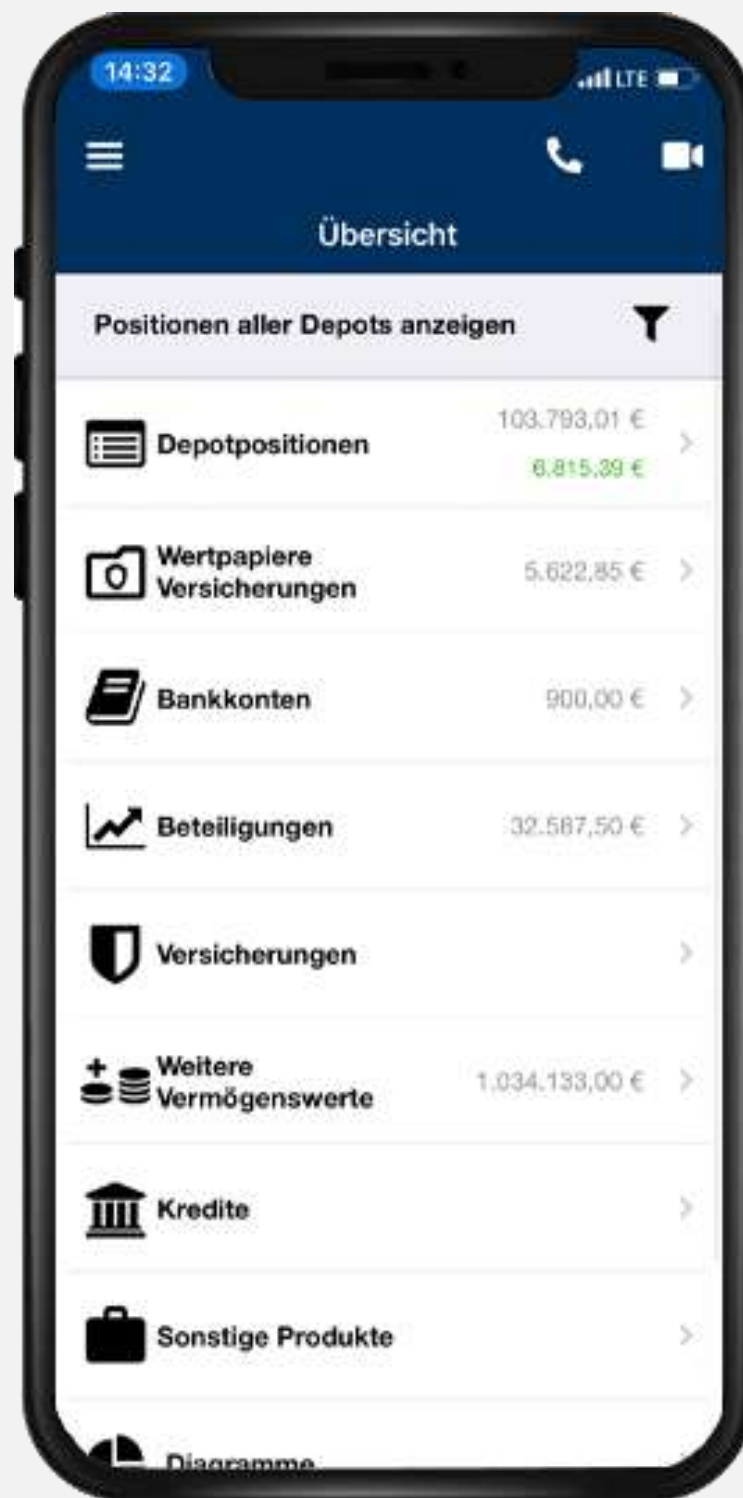 14:32
LTE
Übersicht
Positionen aller Depots anzeigen
Depotpositionen
103.793,01 €
6.815,39 €
Wertpapiere
Versicherungen
5.622,85 €
Bankkonten
900,00 €
Beteiligungen
32.587,50 €
Versicherungen
Weitere
Vermögenswerte
1.034.133,00 €
Kredite
Sonstige Produkte
Diagramme